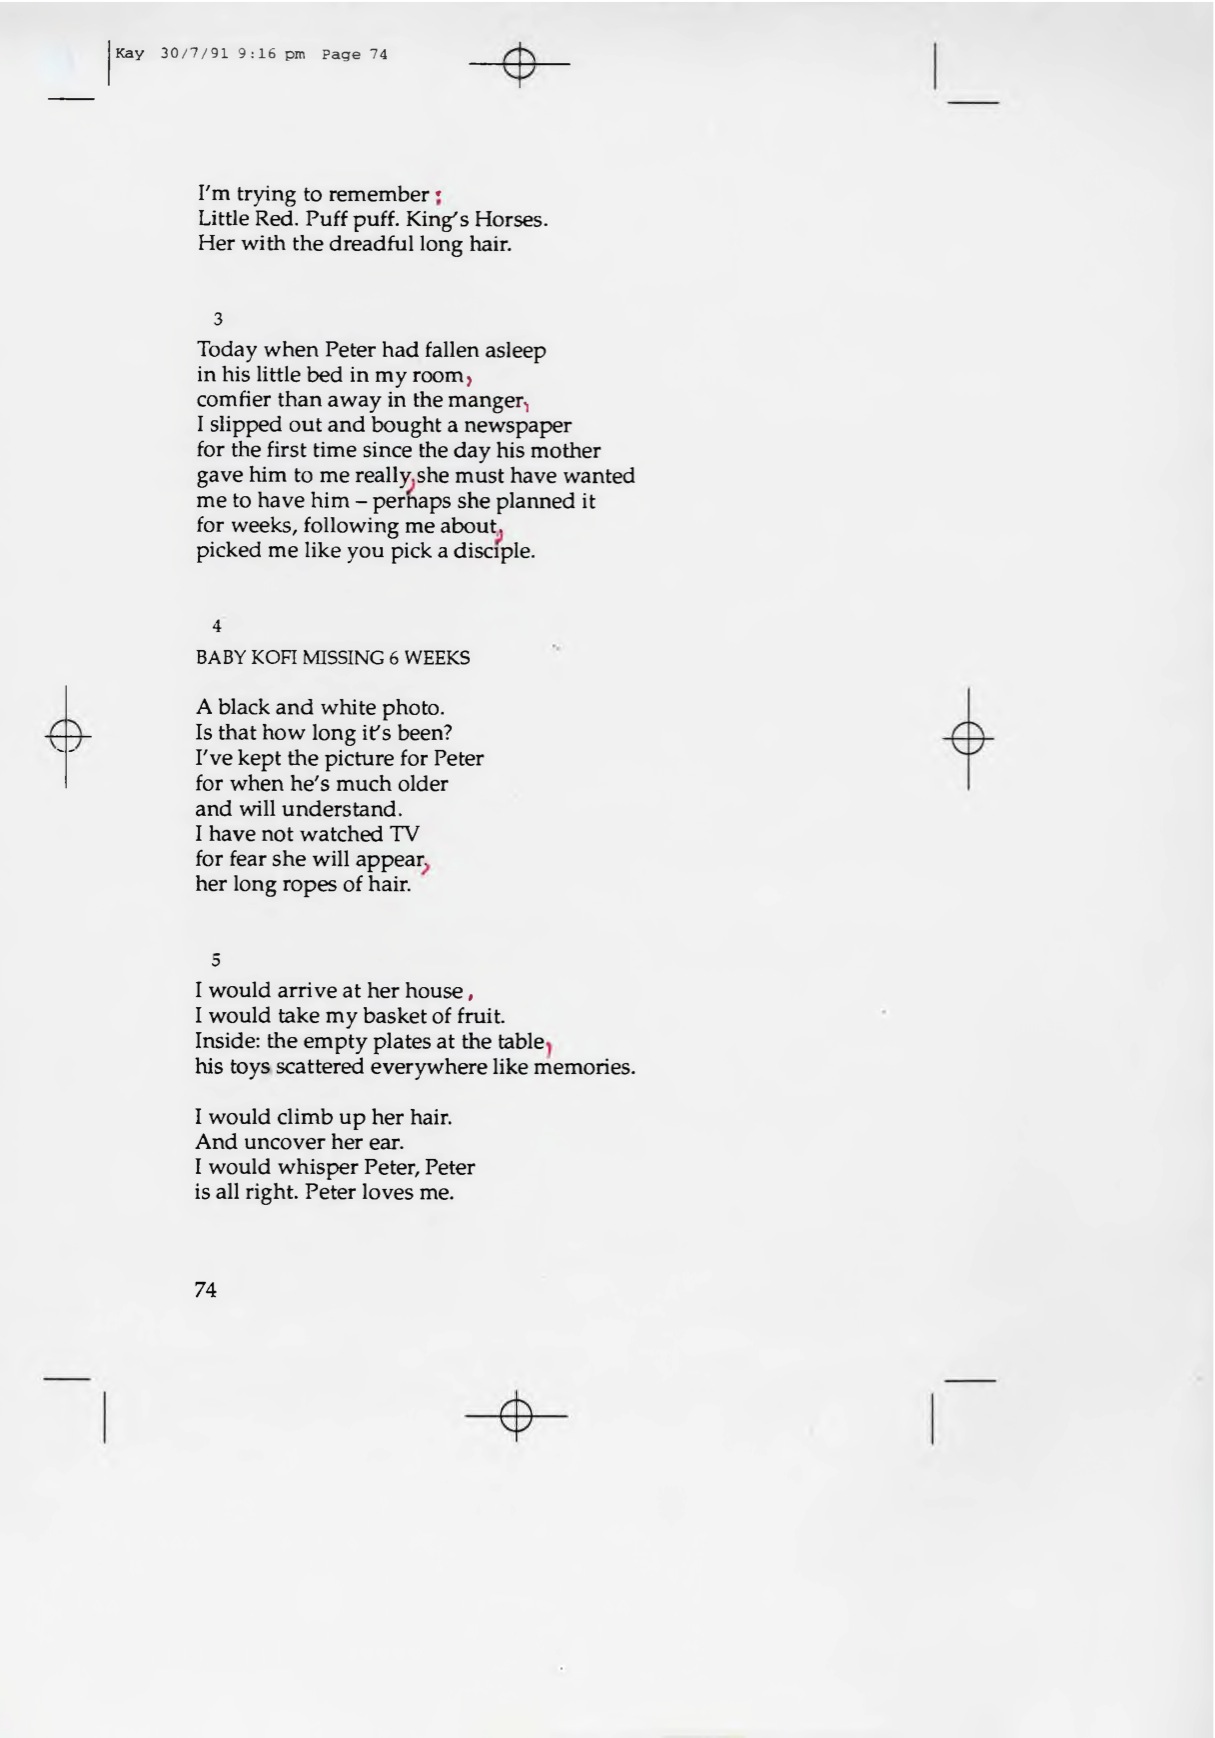 Kay 30/7/91 9:16 pm Page 74
I'm trying to remember ;
Little Red. Puff puff. King's Horses.
Her with the dreadful long hair.
3
Today when Peter had fallen asleep
in his little bed in my room,
comfier than away in the manger,
I slipped out and bought a newspaper
for the first time since the day his mother
gave him to me really, she must have wanted
me to have him – perhaps she planned it
for weeks, following me about,
picked me like you pick a disciple.
4
BABY KOFI MISSING 6 WEEKS
A black and white photo.
Is that how long it's been?
I've kept the picture for Peter
for when he's much older
and will understand.
I have not watched TV
for fear she will appear,
her long ropes of hair.
5
I would arrive at her house,
I would take my basket of fruit.
Inside: the empty plates at the table,
his toys scattered everywhere like memories.
I would climb up her hair.
And uncover her ear.
I would whisper Peter, Peter
is all right. Peter loves me.
74